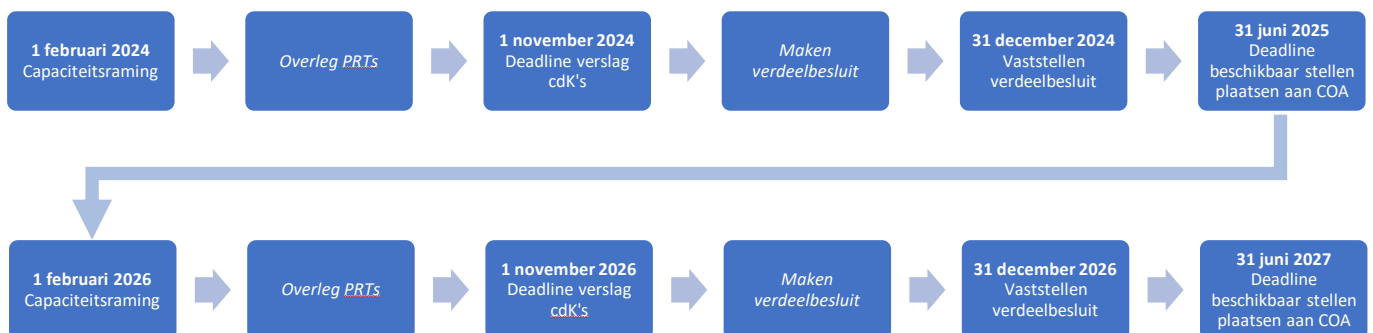 1 februari 2024
Capaciteitsraming
Overleg PRTs
1 november 2024
Deadline verslag
cdK's
Maken
verdeelbesluit
31 december 2024
Vaststellen
verdeelbesluit
31 juni 2025
Deadline
beschikbaar stellen
plaatsen aan COA
1 februari 2026
Capaciteitsraming
Overleg PRTs
1 november 2026
Deadline verslag
cdK's
Maken
verdeelbesluit
31 december 2026
Vaststellen
verdeelbesluit
31 juni 2027
Deadline
beschikbaar stellen
plaatsen aan COA